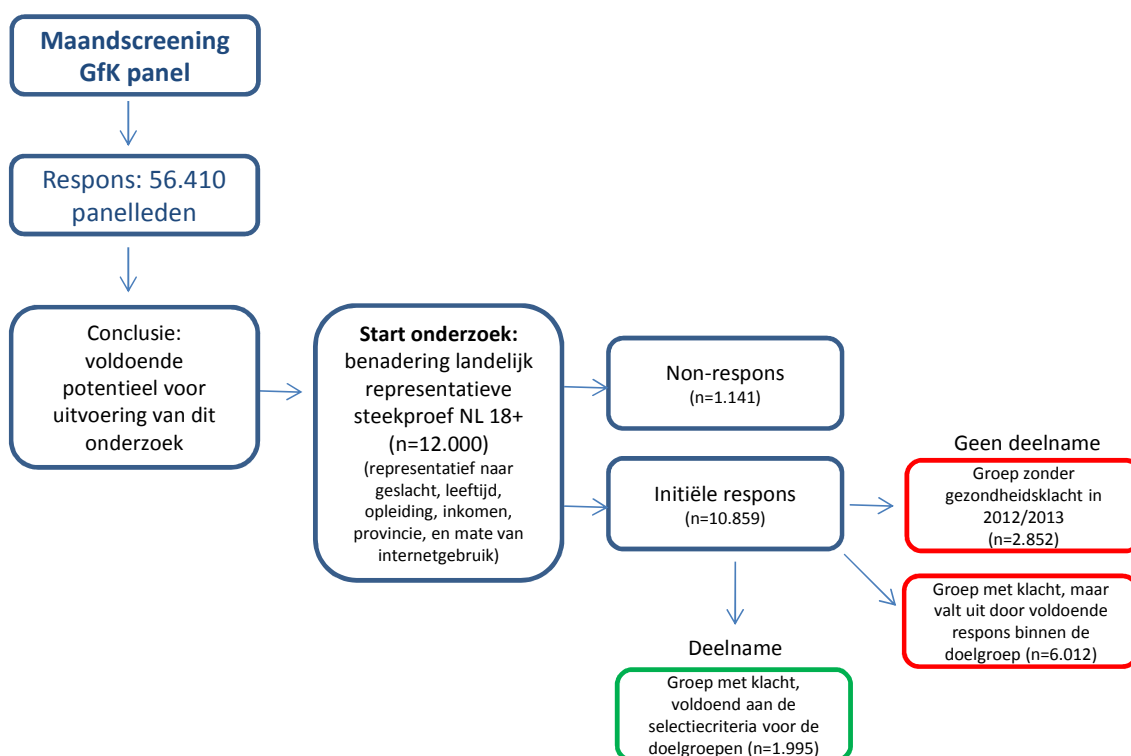 Maandscreening
GfK panel
Respons: 56.410
panelleden
Conclusie:
voldoende
potentieel voor
uitvoering van dit
onderzoek
Start onderzoek:
benadering landelijk
representatieve
steekproef NL 18+
(n=12.000)
(representatief naar
geslacht, leeftijd,
opleiding, inkomen,
provincie, en mate van
internetgebruik)
Non-respons
(n=1.141)
Initiële respons
(n=10.859)
Geen deelname
Groep zonder
gezondheidsklacht in
2012/2013
(n=2.852)
Groep met klacht, maar
valt uit door voldoende
respons binnen de
doelgroep (n=6.012)
Deelname
Groep met klacht,
voldoend aan de
selectiecriteria voor de
doelgroepen (n=1.995)